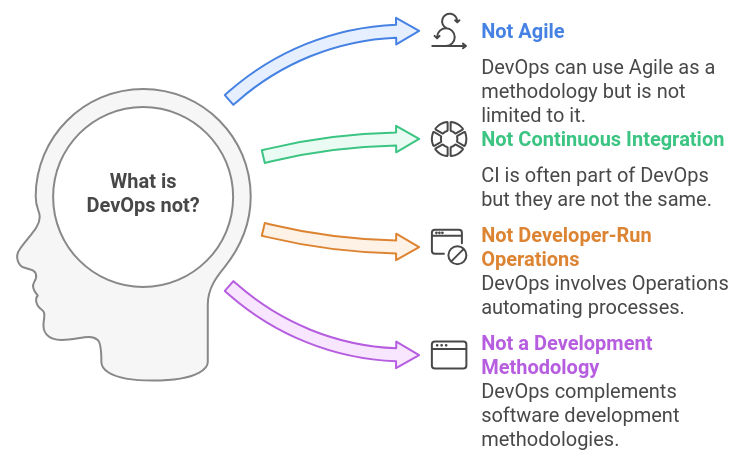 What is
DevOps not?
Not Agile
DevOps can use Agile as a
methodology but is not
limited to it.
Not Continuous Integration
CI is often part of DevOps
but they are not the same.
Not Developer-Run
Operations
DevOps involves Operations
automating processes.
Not a Development
Methodology
DevOps complements
software development
methodologies.